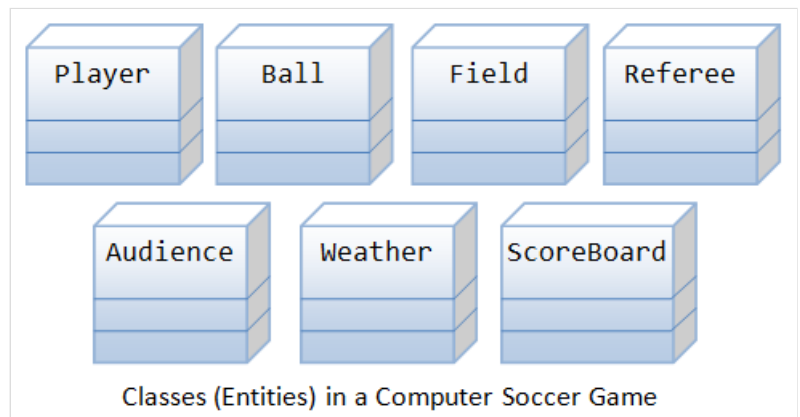 Player Ball Field Referee
Audience Weather ScoreBoard
Classes (Entities) in a Computer Soccer Game